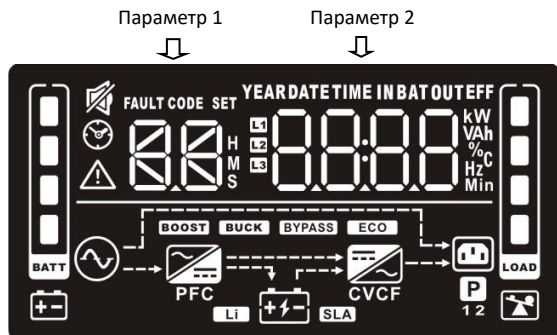 Параметр 1 Параметр 2
FAULT CODE SET YEAR DATE TIME IN BAT OUT EFF
L1 kW
H L2 VAh
M L3 % °C
S Hz
Min
BOOST BUCK BYPASS ECO
BATT LOAD
PFC CVCF P
Li SLA 1 2